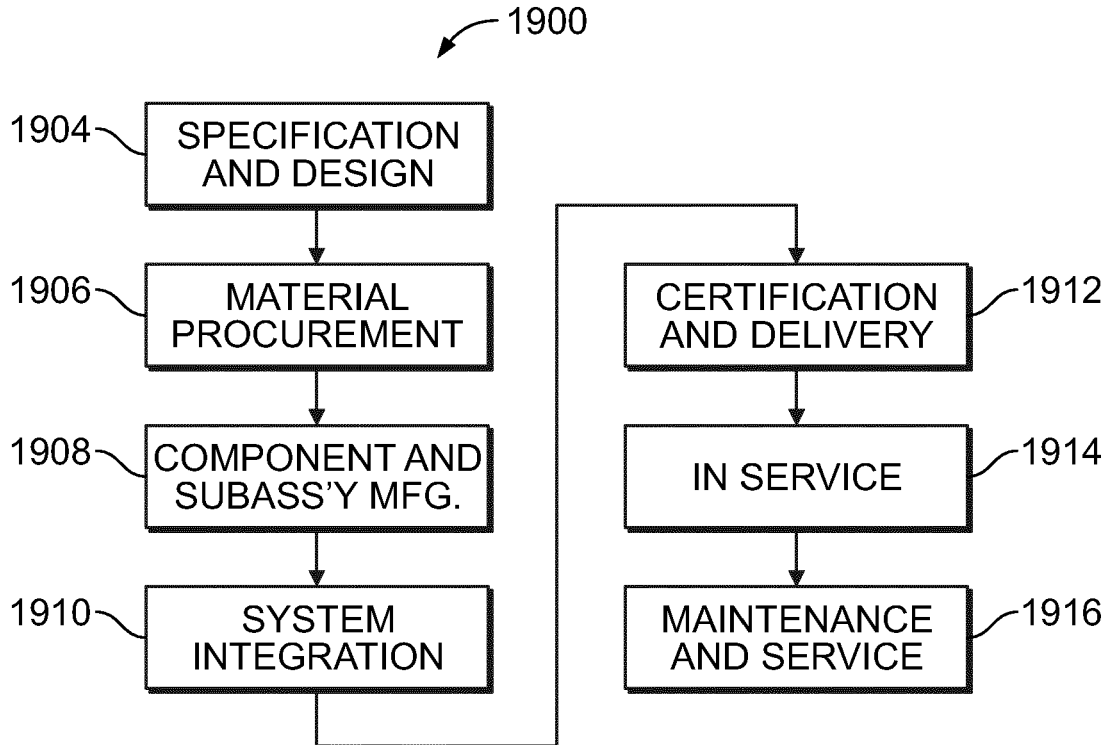 1900
1904
SPECIFICATION
AND DESIGN
1906
MATERIAL
PROCUREMENT
1908
COMPONENT AND
SUBASS'Y MFG.
1910
SYSTEM
INTEGRATION
CERTIFICATION
AND DELIVERY
1912
IN SERVICE
1914
MAINTENANCE
AND SERVICE
1916